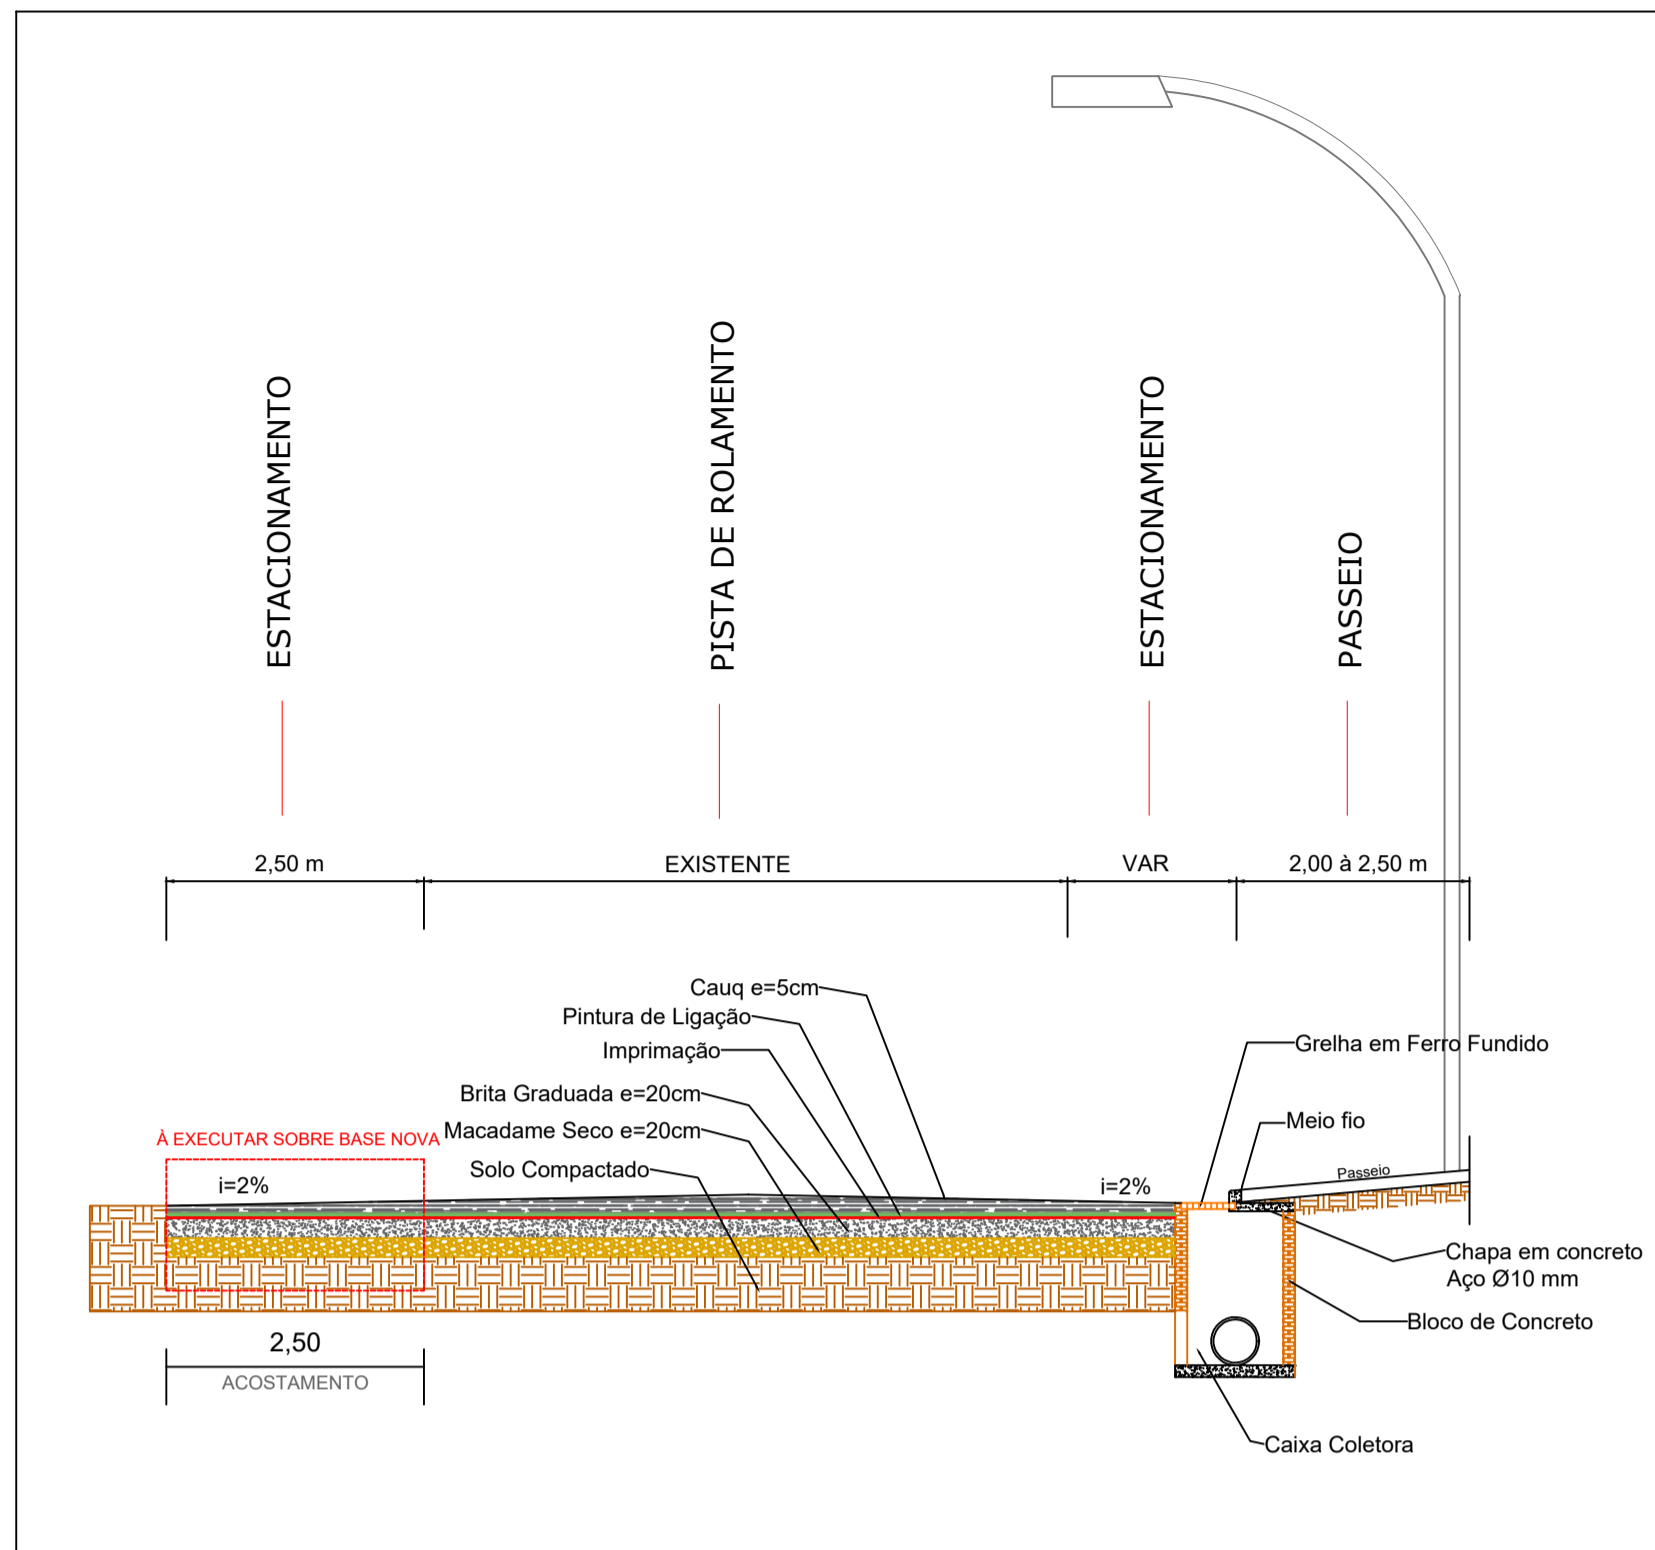 ESTACIONAMENTO
PISTA DE ROLAMENTO
ESTACIONAMENTO
PASSEIO
2,50 m
EXISTENTE
VAR
2,00 à 2,50 m
Cauq e=5cm
Pintura de Ligação
Imprimação
Brita Graduada e=20cm
Macadame Seco e=20cm
Solo Compactado
Grelha em Ferro Fundido
Meio fio
Passeio
À EXECUTAR SOBRE BASE NOVA
i=2%
i=2%
Chapa em concreto
Aço Ø10 mm
Bloco de Concreto
2,50
ACOSTAMENTO
Caixa Coletora